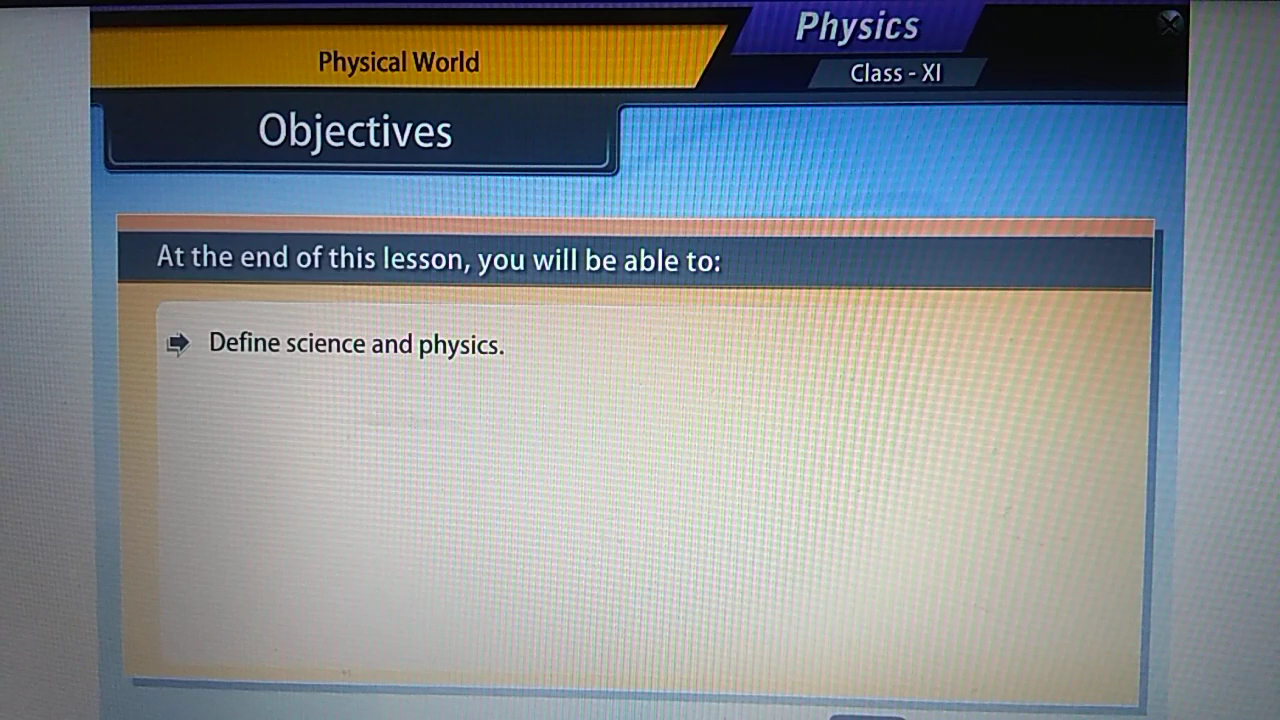 Physics
Physical World
Class - XI
Objectives
At the end of this lesson, you will be able to:
Define science and physics.